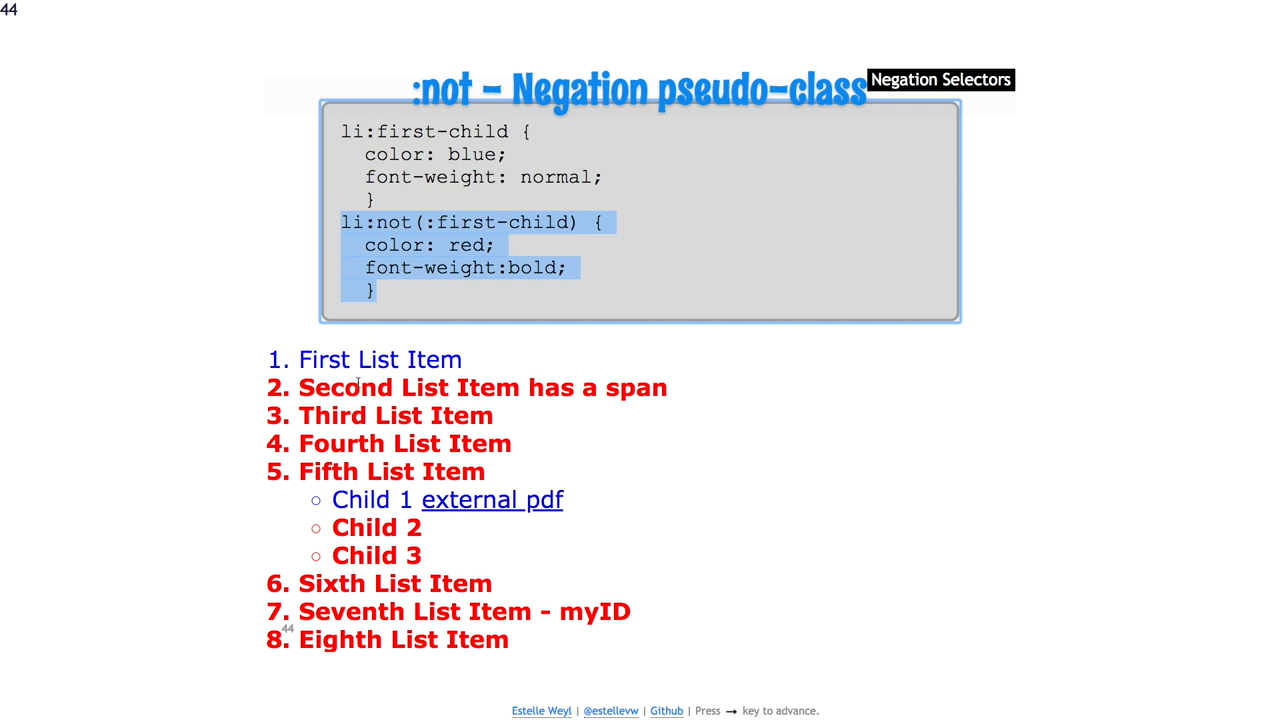 44
:not – Negation pseudo-class
Negation Selectors
li:first-child {
color: blue;
font-weight: normal;
}
li:not(:first-child) {
color: red;
font-weight:bold;
}
1. First List Item
2. Second List Item has a span
3. Third List Item
4. Fourth List Item
5. Fifth List Item
○ Child 1 external pdf
○ Child 2
○ Child 3
6. Sixth List Item
7. Seventh List Item - myID
44
8. Eighth List Item
Estelle Weyl | @estellevw | Github | Press → key to advance.